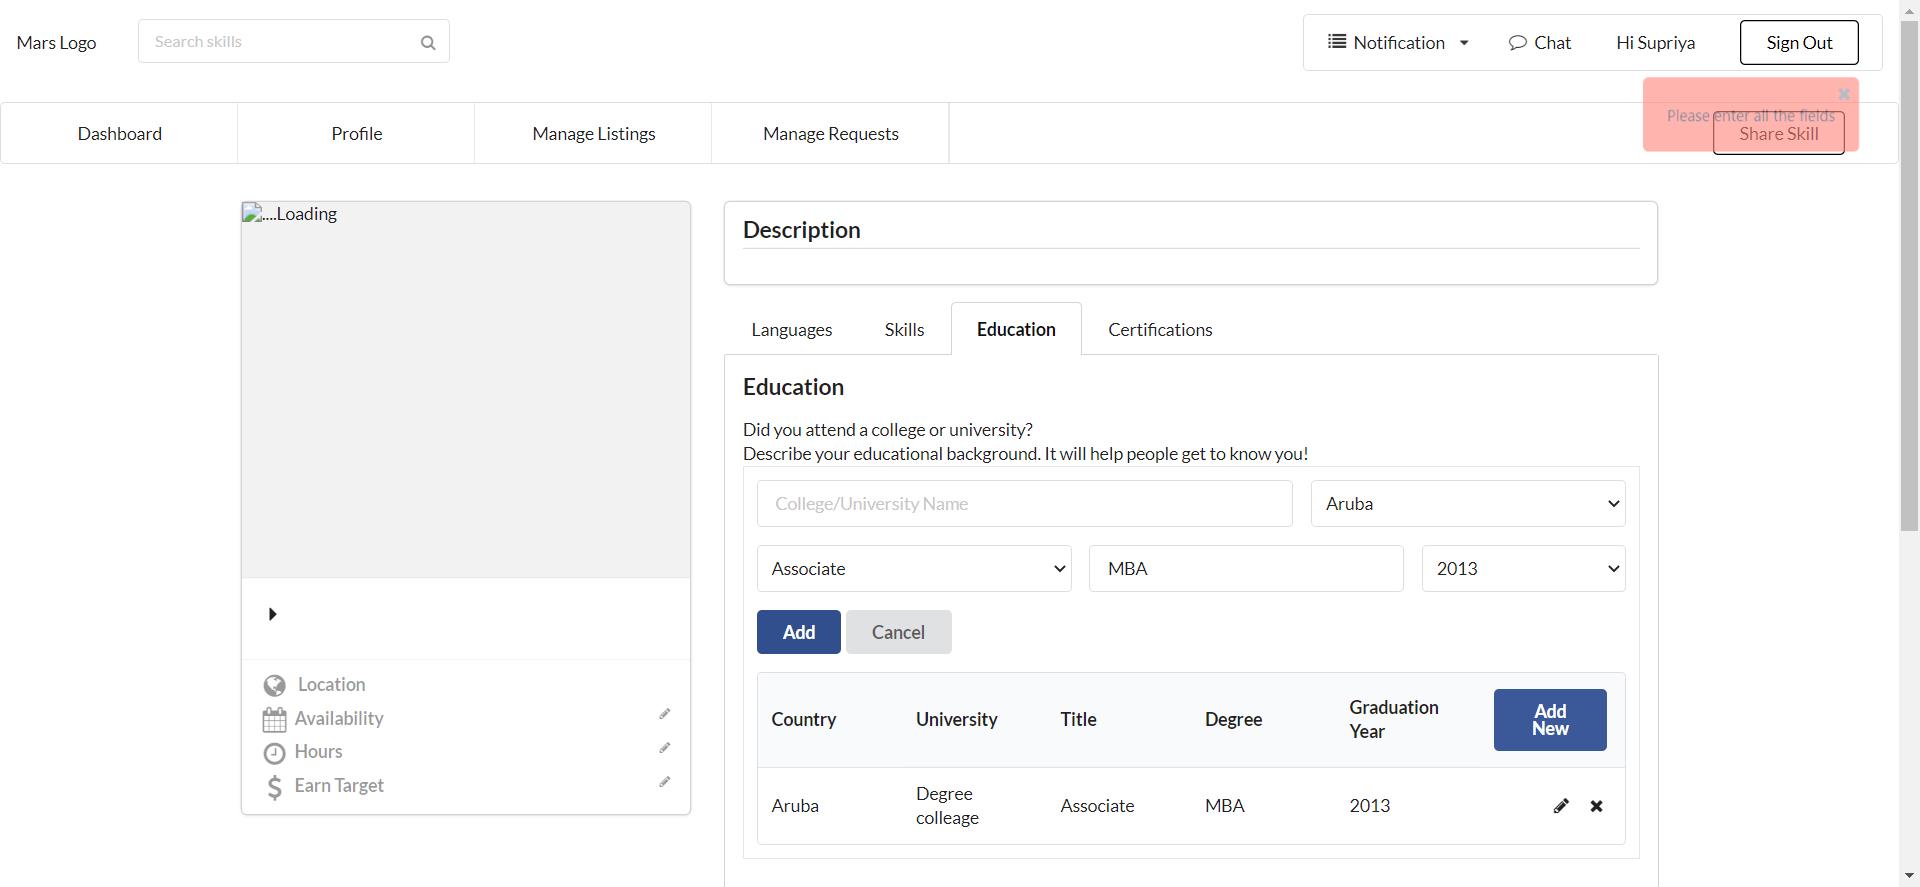 Mars Logo
Search skills
Notification
Chat
Hi Supriya
Sign Out
Please enter all the fields
Dashboard
Profile
Manage Listings
Manage Requests
Share Skill
....Loading
Description
Languages
Skills
Education
Certifications
Education
Did you attend a college or university?
Describe your educational background. It will help people get to know you!
College/University Name
Aruba
Associate
MBA
2013
Add
Cancel
Location
Availability
Hours
Earn Target
Country
University
Title
Degree
Graduation
Year
Add
New
Aruba
Degree
colleage
Associate
MBA
2013